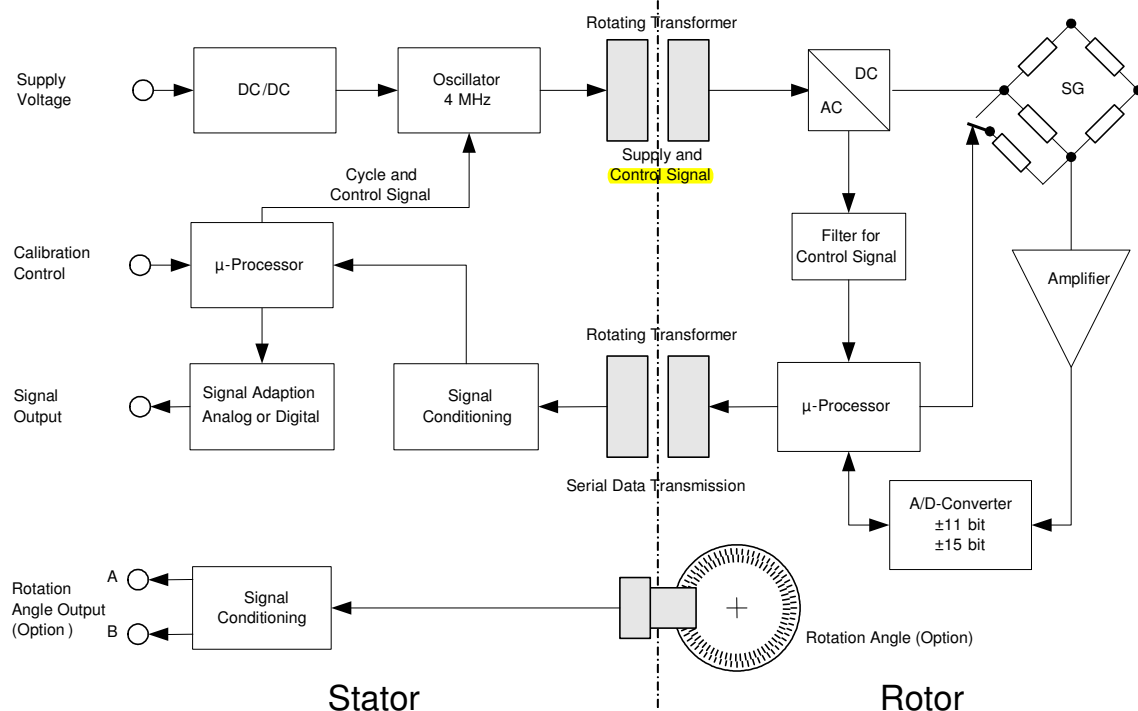 Rotating Transformer
Supply
Voltage
DC/DC
Oscillator
4 MHz
DC
AC
SG
Supply and
Control Signal
Cycle and
Control Signal
Calibration
Control
µ-Processor
Filter for
Control Signal
Amplifier
Rotating Transformer
Signal
Output
Signal Adaption
Analog or Digital
Signal
Conditioning
µ-Processor
Serial Data Transmission
A/D-Converter
±11 bit
±15 bit
Rotation
Angle Output
(Option )
A
B
Signal
Conditioning
Rotation Angle (Option)
Stator
Rotor